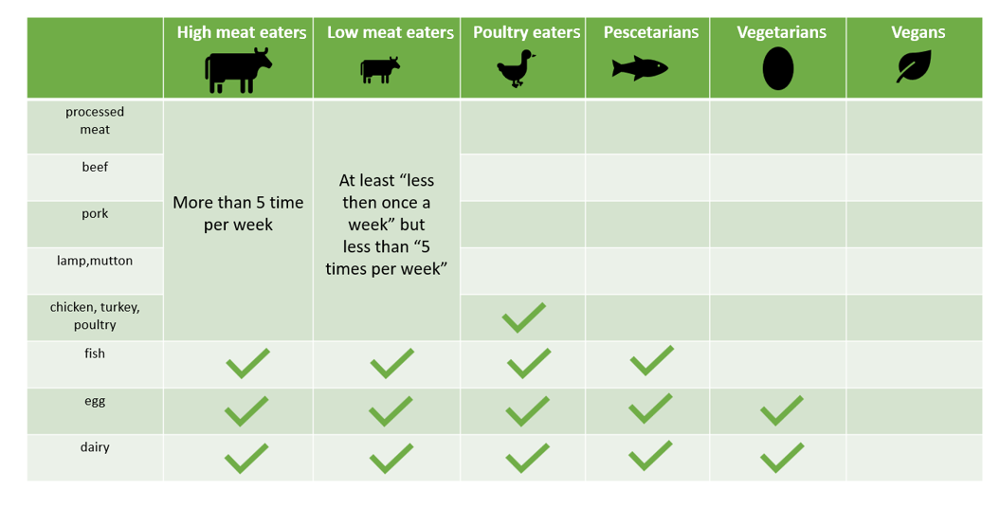 High meat eaters
Low meat eaters
Poultry eaters
Pescetarians
Vegetarians
Vegans
processed
meat
beef
pork
lamp,mutton
chicken, turkey,
poultry
fish
egg
dairy
More than 5 time
per week
At least “less
then once a
week” but
less than “5
times per week”